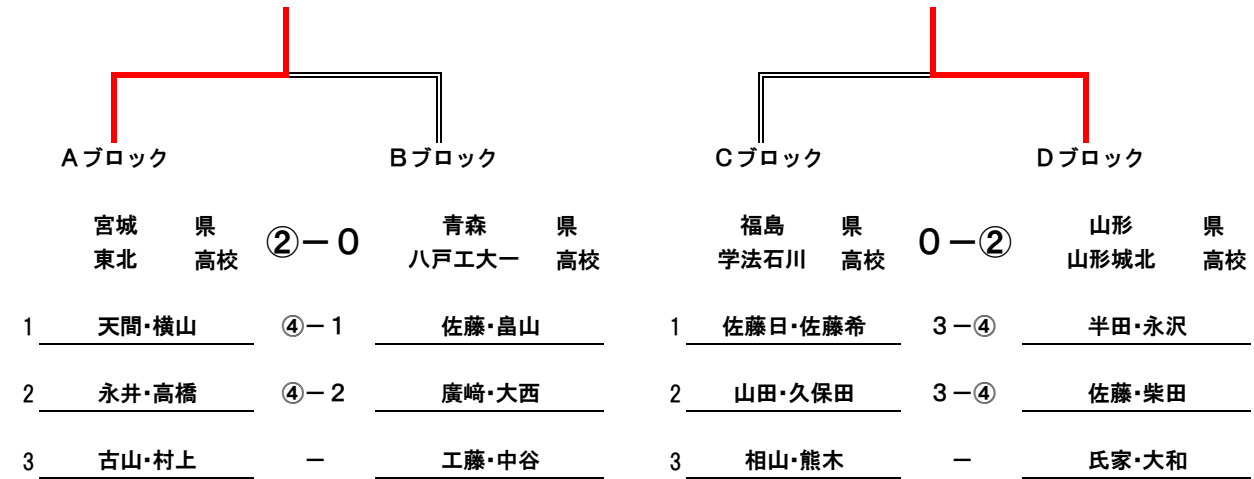 Aブロック Bブロック Cブロック Dブロック
宮城 県 ②－0 青森 県 福島 県 0－② 山形 県
東北 高校 八戸工大一 高校 学法石川 高校 山形城北 高校
1 天間・横山 ④－1 佐藤・畠山 1 佐藤日・佐藤希 3－④ 半田・永沢
2 永井・高橋 ④－2 廣﨑・大西 2 山田・久保田 3－④ 佐藤・柴田
3 古山・村上 － 工藤・中谷 3 相山・熊木 － 氏家・大和